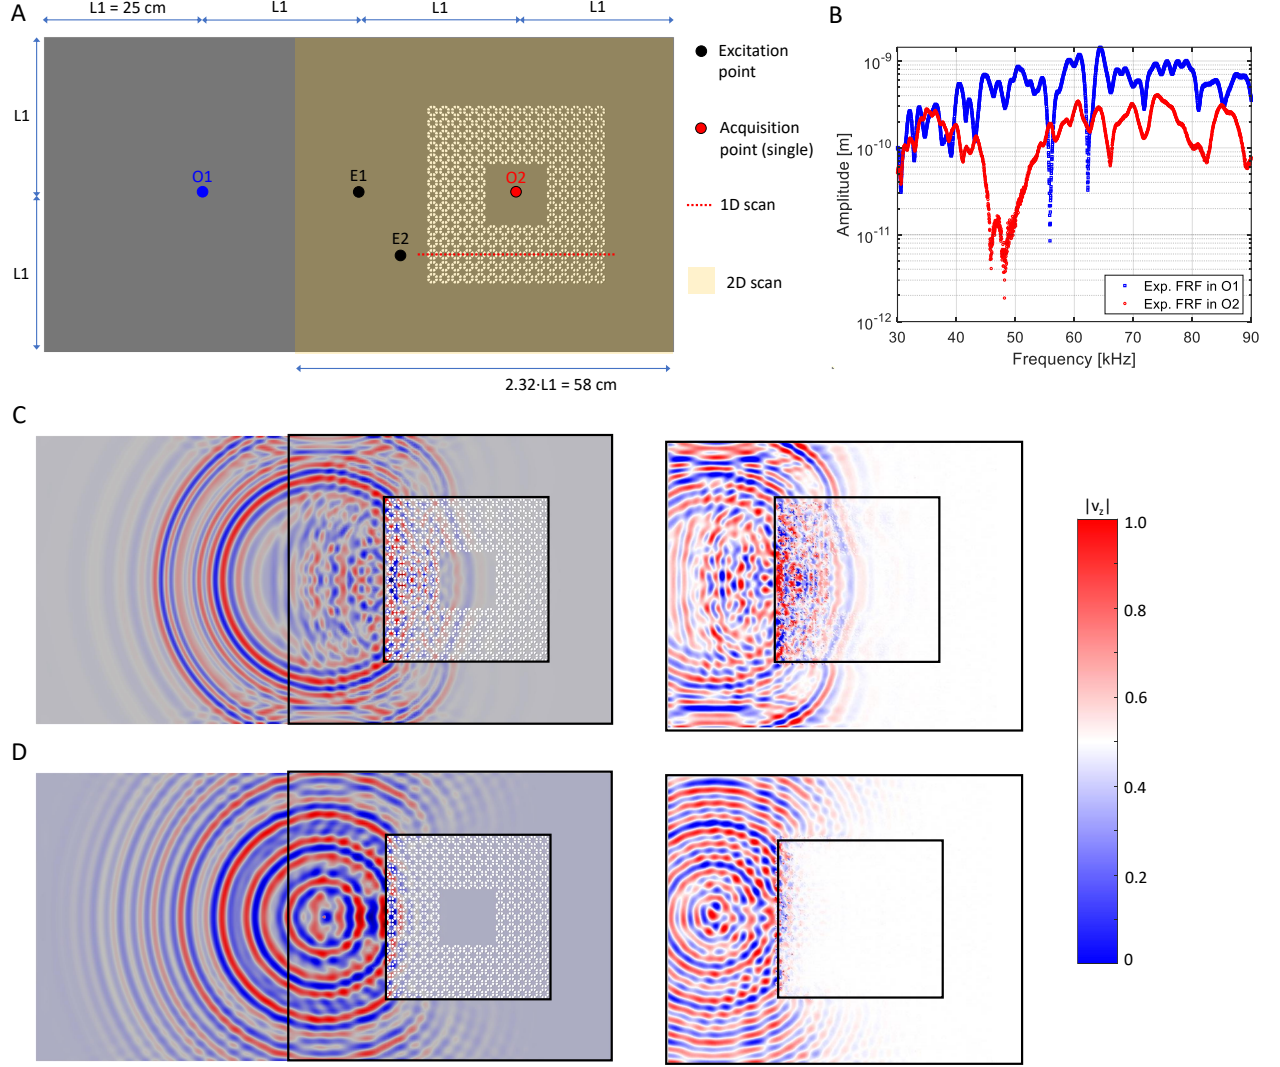 A
L1 = 25 cm
L1
L1
L1
L1
L1
O1
E1
O2
E2
2.32·L1 = 58 cm
Excitation
point
Acquisition
point (single)
1D scan
2D scan
B
10-9
10-10
10-11
10-12
Amplitude [m]
30
40
50
60
70
80
90
Frequency [kHz]
Exp. FRF in O1
Exp. FRF in O2
C
D
|vz|
1.0
0.8
0.6
0.4
0.2
0